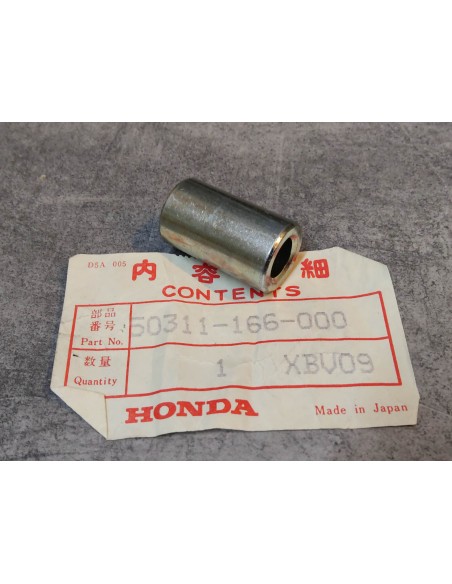 DSA 005
内容細
CONTENTS
部品
番号
Part No.
50311-166-000
数量
Quantity
1 XBV09
HONDA
Made in Japan